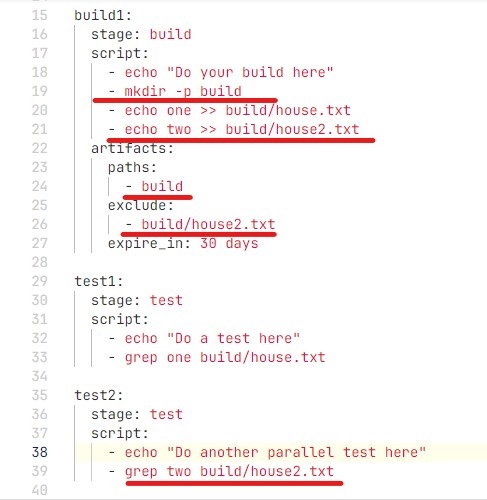 14
15 build1:
16 stage: build
17 script:
18 - echo "Do your build here"
19 - mkdir -p build
20 - echo one >> build/house.txt
21 - echo two >> build/house2.txt
22 artifacts:
23 paths:
24 - build
25 exclude:
26 - build/house2.txt
27 expire_in: 30 days
28
29 test1:
30 stage: test
31 script:
32 - echo "Do a test here"
33 - grep one build/house.txt
34
35 test2:
36 stage: test
37 script:
38 - echo "Do another parallel test here"
39 - grep two build/house2.txt
40